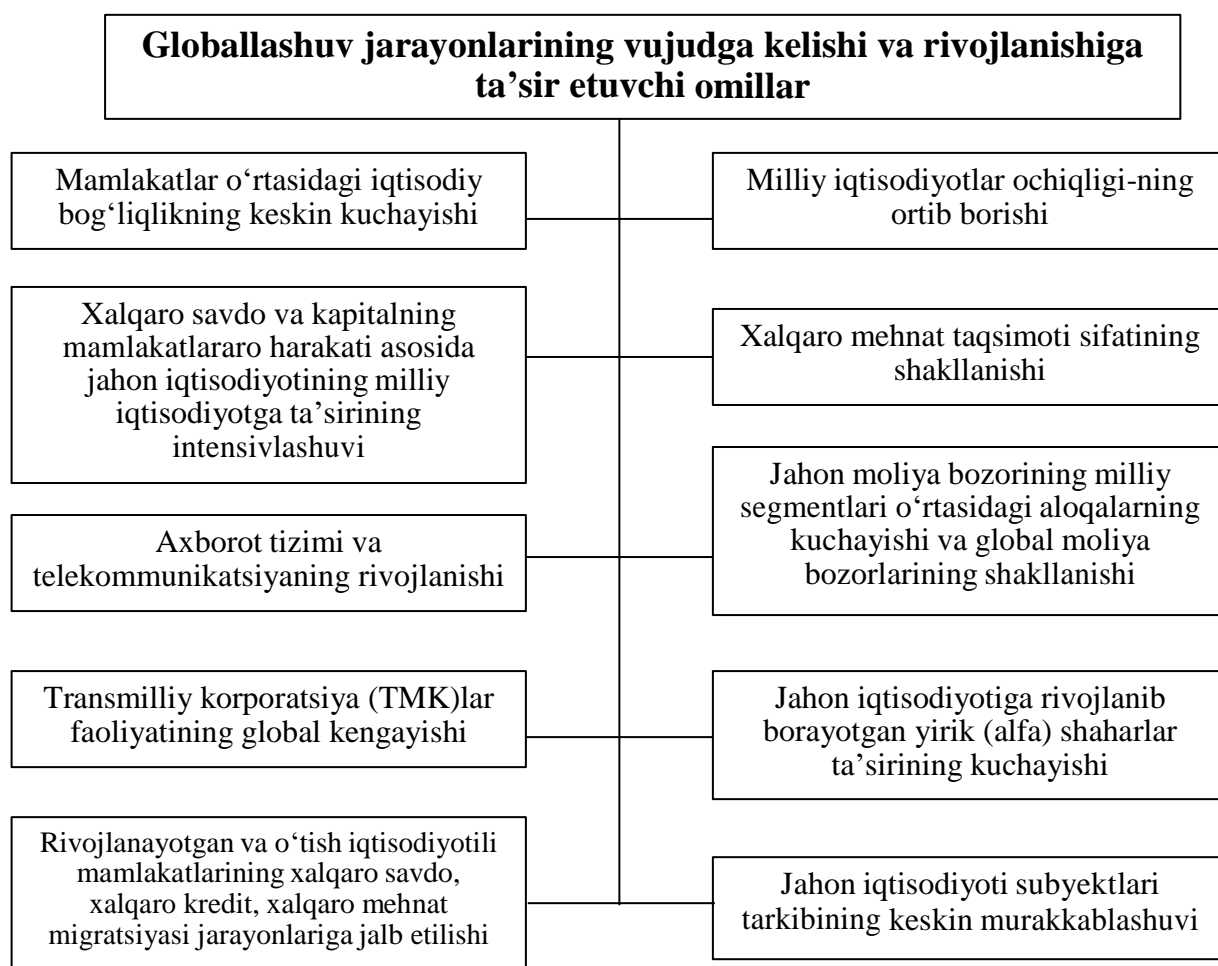 Globallashuv jarayonlarining vujudga kelishi va rivojlanishiga
ta’sir etuvchi omillar
Mamlakatlar o‘rtasidagi iqtisodiy
bog‘liqlikning keskin kuchayishi
Milliy iqtisodiyotlar ochiqligi-ning
ortib borishi
Xalqaro savdo va kapitalning
mamlakatlararo harakati asosida
jahon iqtisodiyotining milliy
iqtisodiyotga ta’sirining
intensivlashuvi
Xalqaro mehnat taqsimoti sifatining
shakllanishi
Axborot tizimi va
telekommunikatsiyaning rivojlanishi
Jahon moliya bozorining milliy
segmentlari o‘rtasidagi aloqalarning
kuchayishi va global moliya
bozorlarining shakllanishi
Transmilliy korporatsiya (TMK)lar
faoliyatining global kengayishi
Jahon iqtisodiyotiga rivojlanib
borayotgan yirik (alfa) shaharlar
ta’sirining kuchayishi
Rivojlanayotgan va o‘tish iqtisodiyotili
mamlakatlarining xalqaro savdo,
xalqaro kredit, xalqaro mehnat
migratsiyasi jarayonlariga jalb etilishi
Jahon iqtisodiyoti subyektlari
tarkibining keskin murakkablashuvi